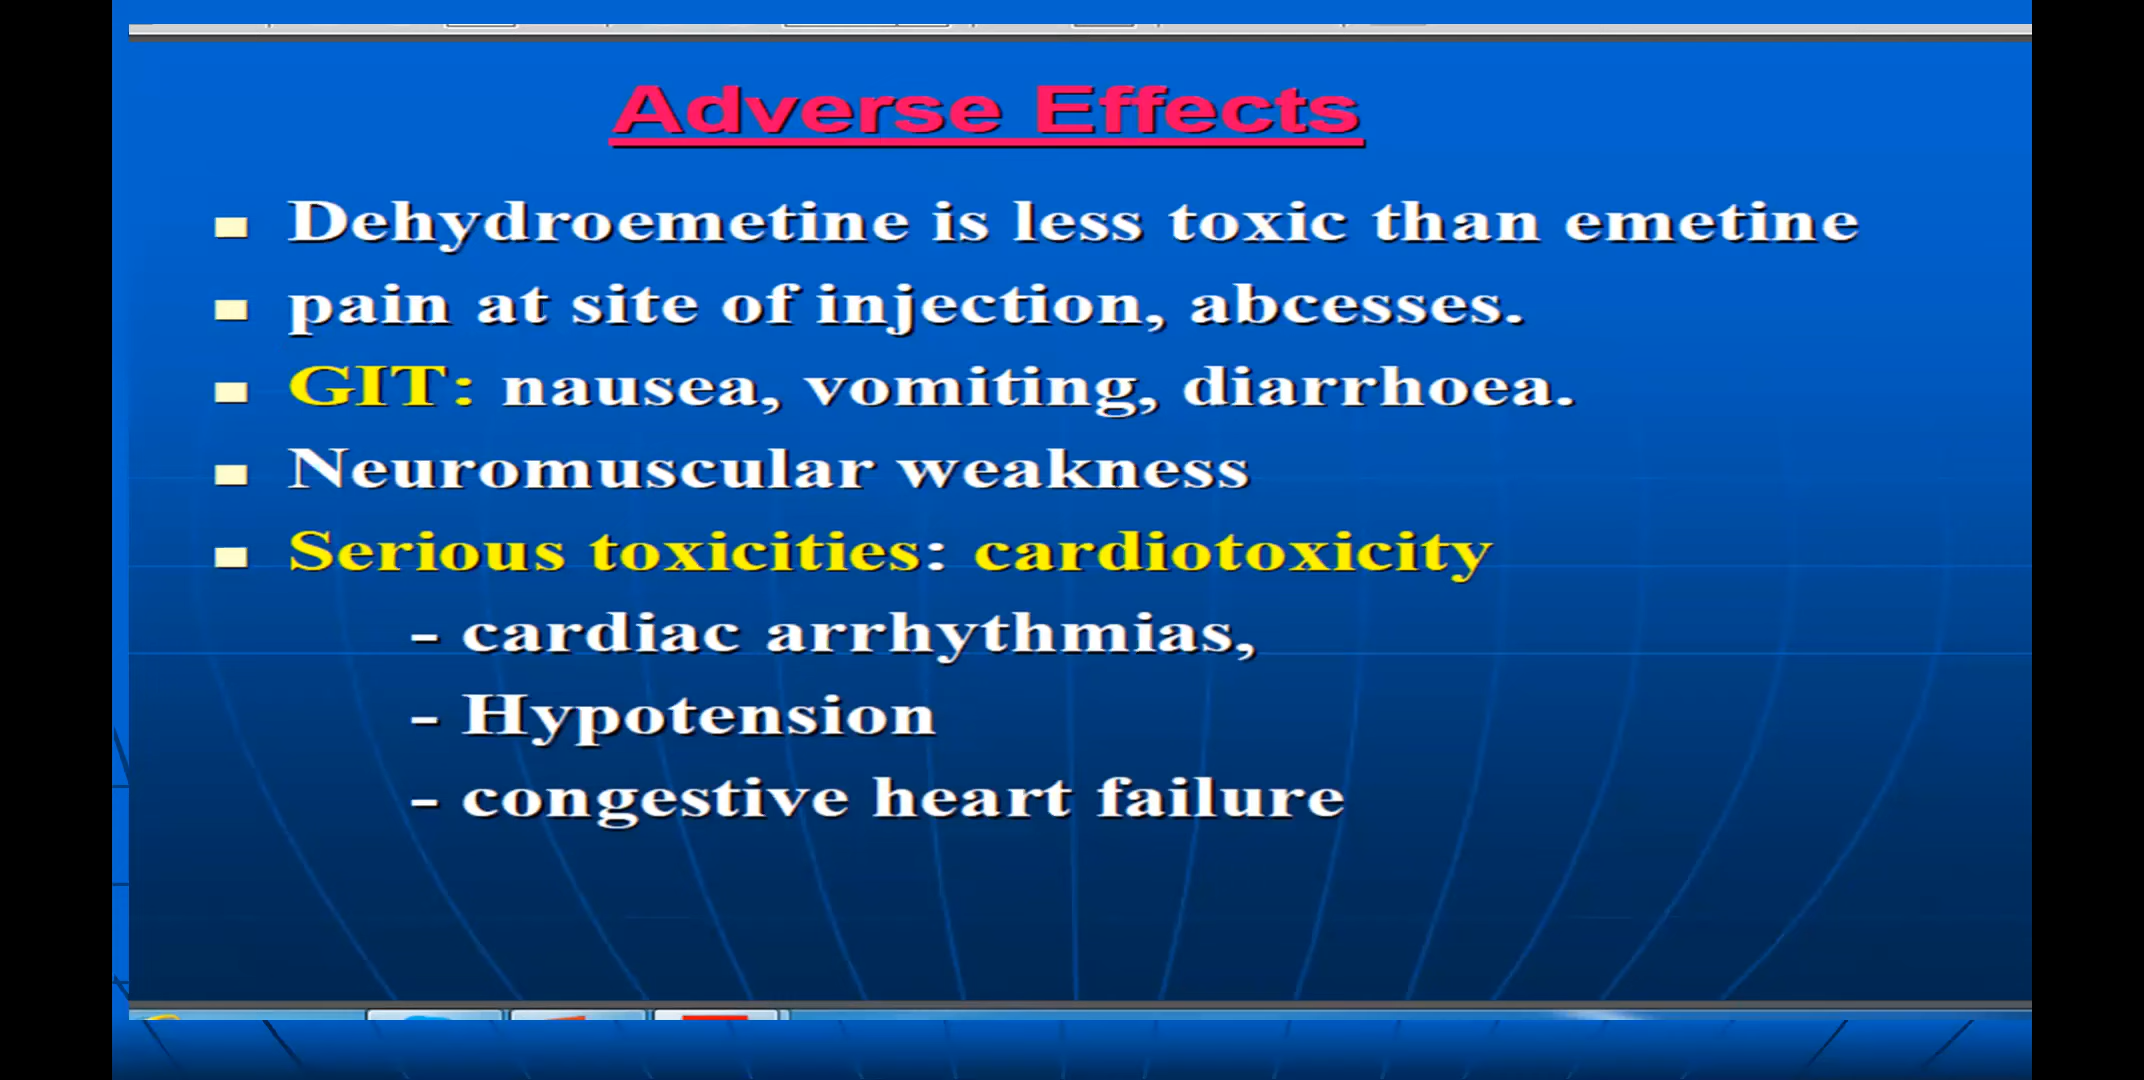 Adverse Effects
Dehydroemetine is less toxic than emetine
pain at site of injection, abcesses.
GIT: nausea, vomiting, diarrhoea.
Neuromuscular weakness
Serious toxicities: cardiotoxicity
- cardiac arrhythmias,
- Hypotension
- congestive heart failure